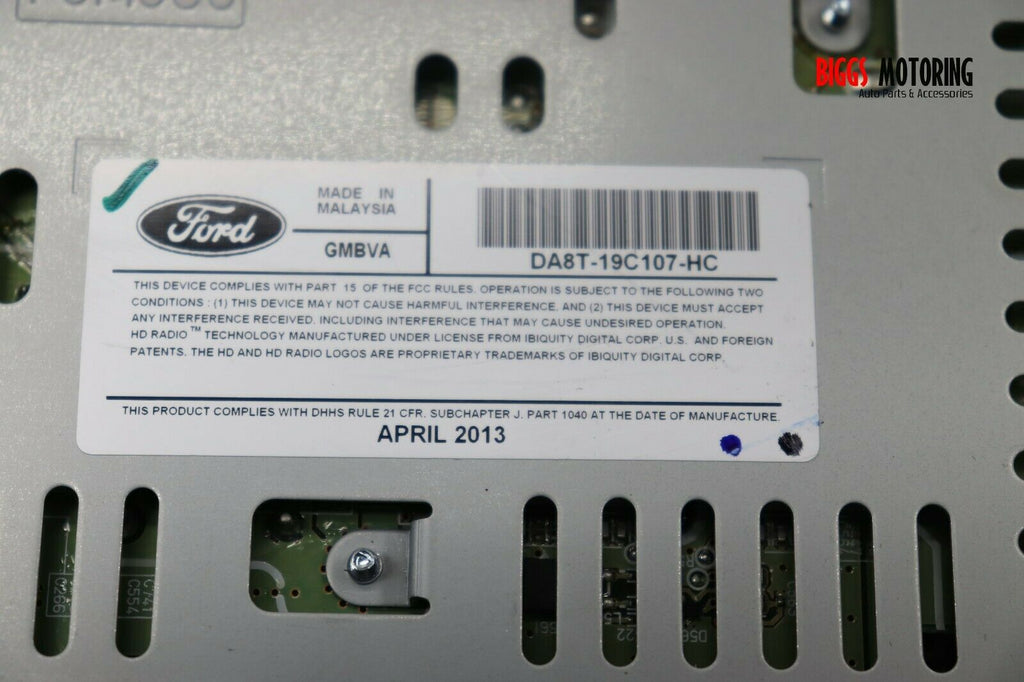 BIGGS MOTORING
Auto Parts & Accessories
Ford
MADE IN
MALAYSIA
GMBVA
DA8T-19C107-HC
THIS DEVICE COMPLIES WITH PART 15 OF THE FCC RULES. OPERATION IS SUBJECT TO THE FOLLOWING TWO
CONDITIONS : (1) THIS DEVICE MAY NOT CAUSE HARMFUL INTERFERENCE, AND (2) THIS DEVICE MUST ACCEPT
ANY INTERFERENCE RECEIVED, INCLUDING INTERFERENCE THAT MAY CAUSE UNDESIRED OPERATION.
HD RADIO™ TECHNOLOGY MANUFACTURED UNDER LICENSE FROM IBIQUITY DIGITAL CORP. U.S. AND FOREIGN
PATENTS. THE HD AND HD RADIO LOGOS ARE PROPRIETARY TRADEMARKS OF IBIQUITY DIGITAL CORP.
THIS PRODUCT COMPLIES WITH DHHS RULE 21 CFR. SUBCHAPTER J. PART 1040 AT THE DATE OF MANUFACTURE.
APRIL 2013
C741
C554